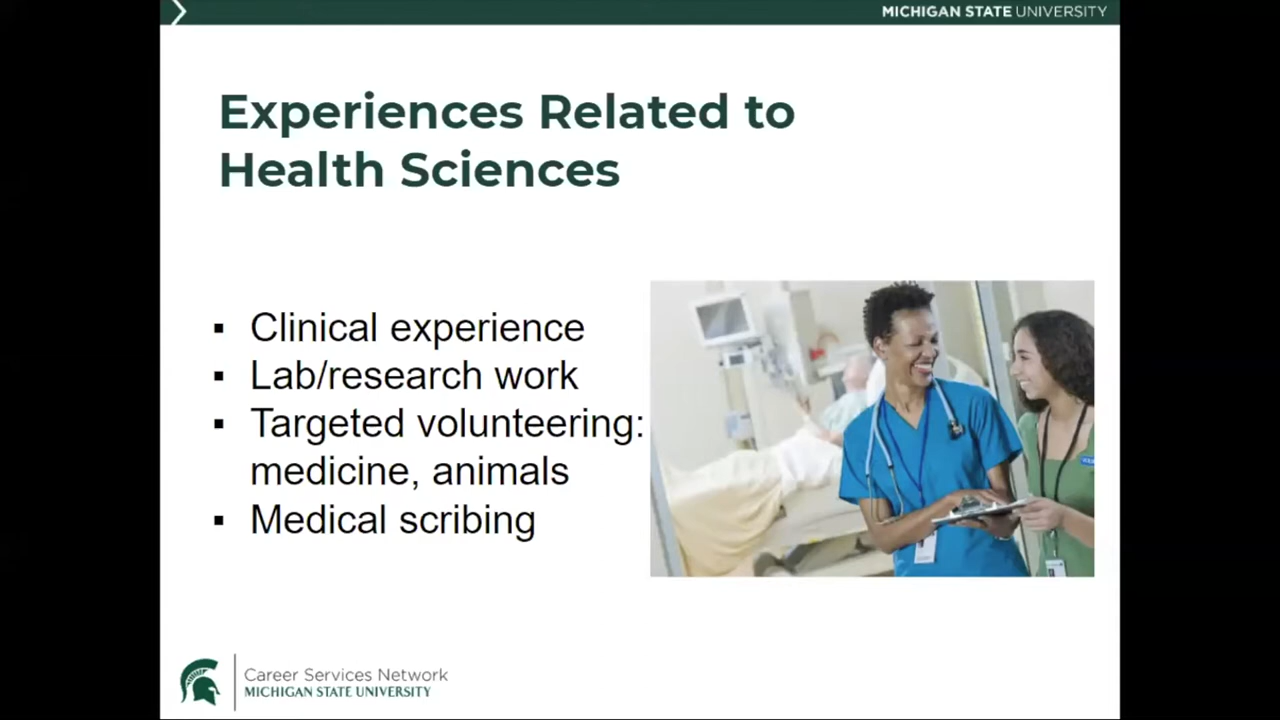 MICHIGAN STATE UNIVERSITY
Experiences Related to
Health Sciences
▪ Clinical experience
▪ Lab/research work
▪ Targeted volunteering:
medicine, animals
▪ Medical scribing
Career Services Network
MICHIGAN STATE UNIVERSITY